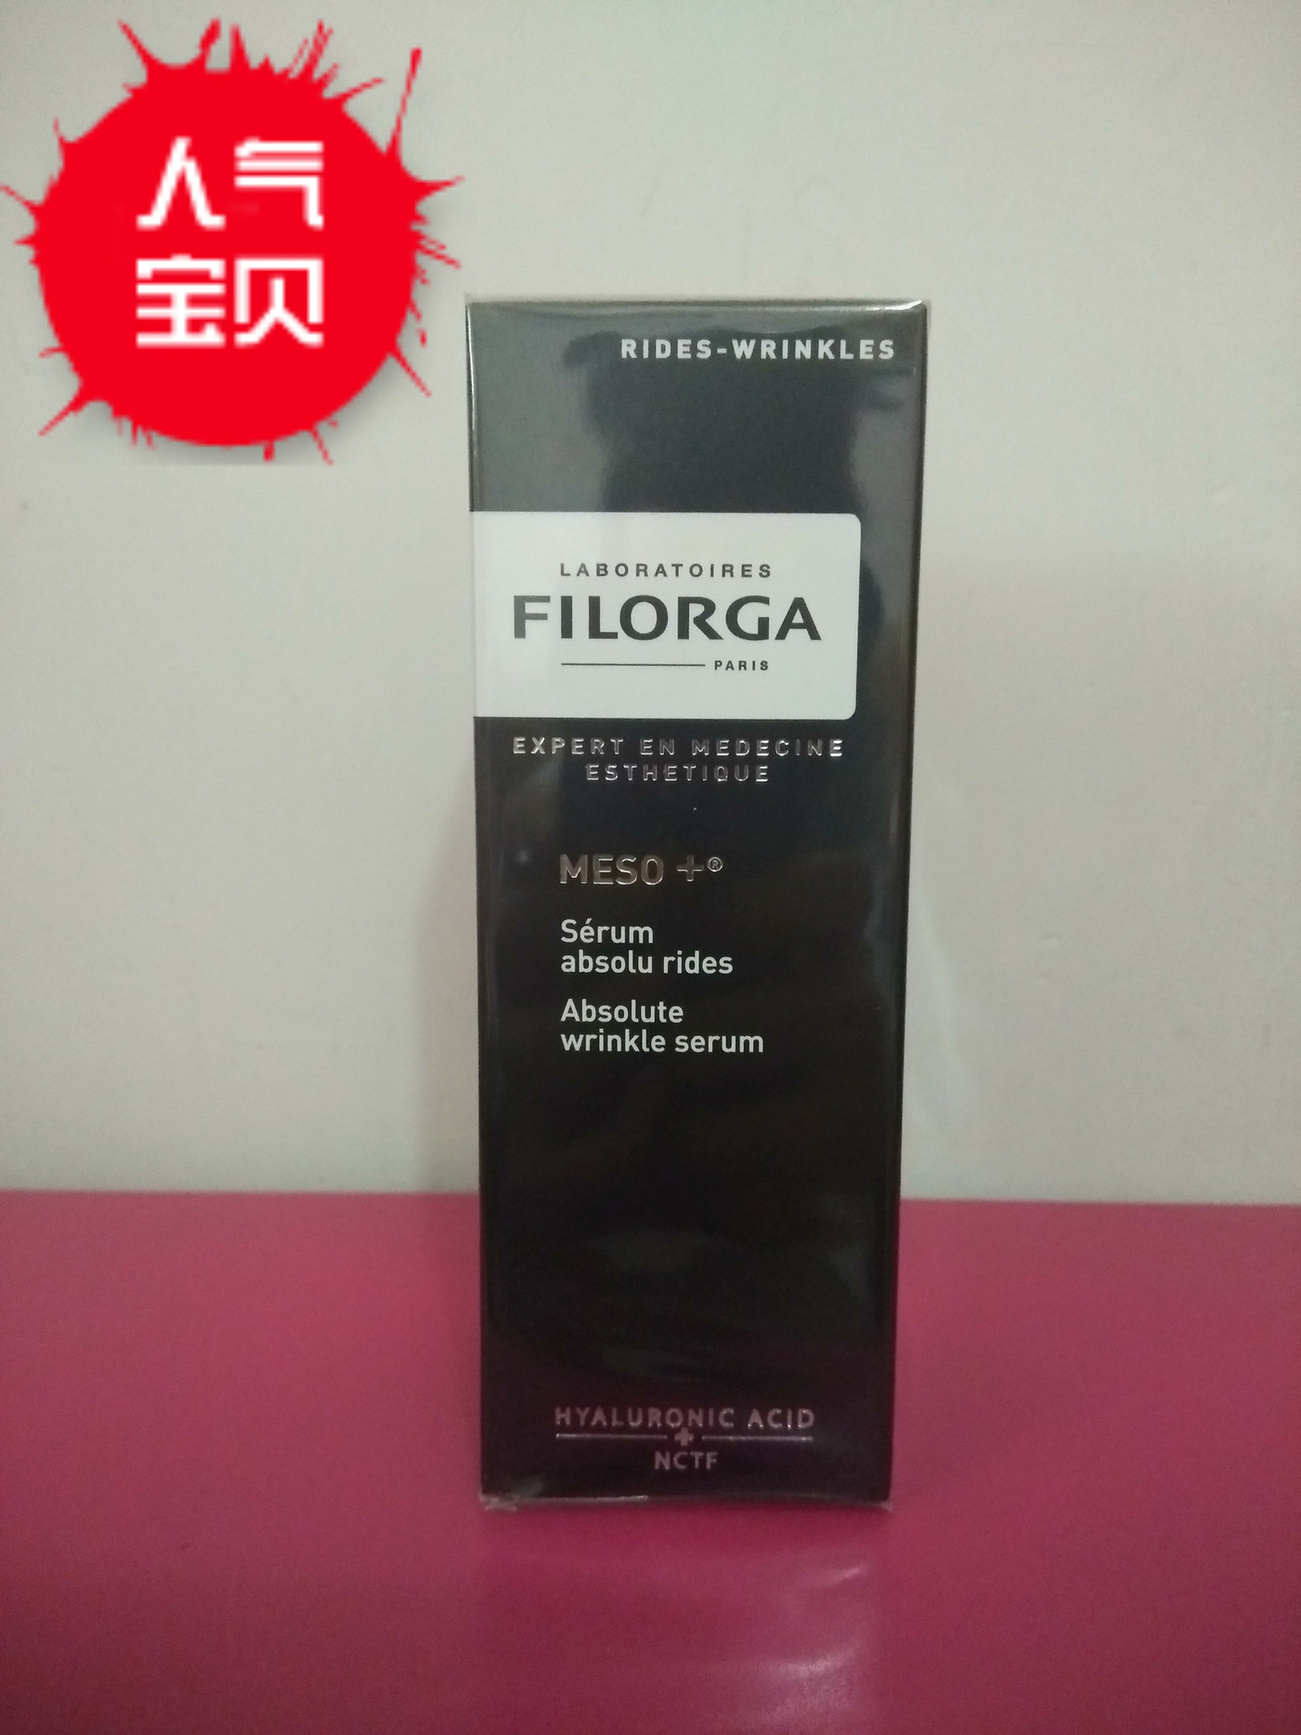 人气
宝贝
RIDES-WRINKLES
LABORATOIRES
FILORGA
PARIS
EXPERT EN MEDECINE
ESTHETIQUE
MESO +®
Sérum
absolu rides
Absolute
wrinkle serum
HYALURONIC ACID
+
NCTF